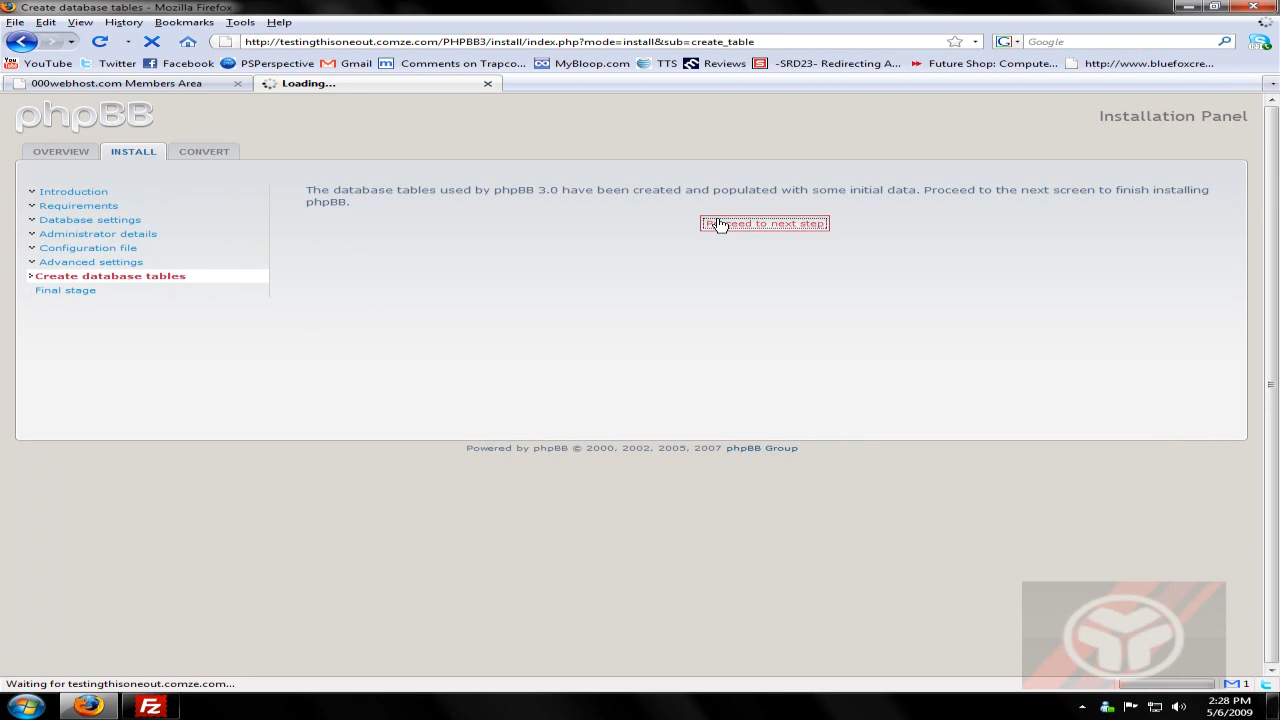 Create database tables - Mozilla Firefox
File Edit View History Bookmarks Tools Help
http://testingthisoneout.comze.com/PHPBB3/install/index.php?mode=install&sub=create_table
Google
YouTube Twitter Facebook PSPerspective Gmail Comments on Trapco... MyBloop.com TTS Reviews -SRD23- Redirecting A... Future Shop: Compute... http://www.bluefoxcre...
000webhost.com Members Area
Loading...
phpBB
Installation Panel
OVERVIEW INSTALL CONVERT
Introduction
Requirements
Database settings
Administrator details
Configuration file
Advanced settings
Create database tables
Final stage
The database tables used by phpBB 3.0 have been created and populated with some initial data. Proceed to the next screen to finish installing
phpBB.
Proceed to next step
Powered by phpBB © 2000, 2002, 2005, 2007 phpBB Group
Waiting for testingthisoneout.comze.com...
1
2:28 PM
5/6/2009